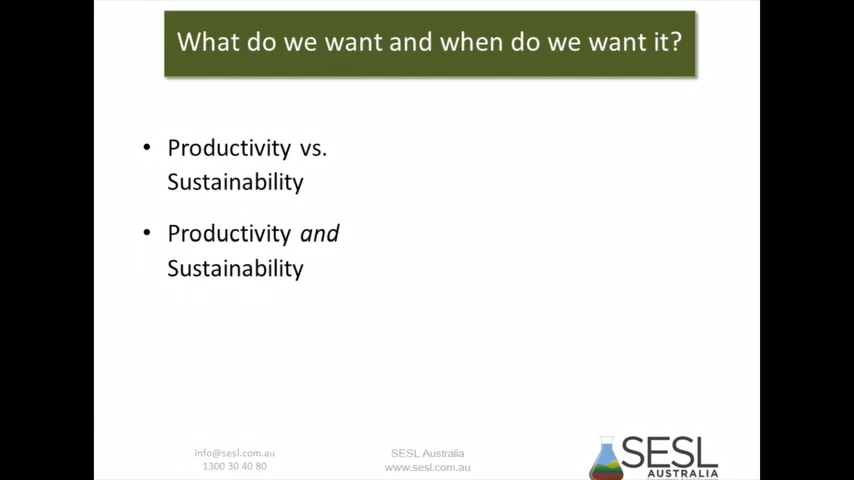 What do we want and when do we want it?
• Productivity vs.
Sustainability
• Productivity and
Sustainability
info@sesl.com.au
1300 30 40 80
SESL Australia
www.sesl.com.au
SESL
AUSTRALIA